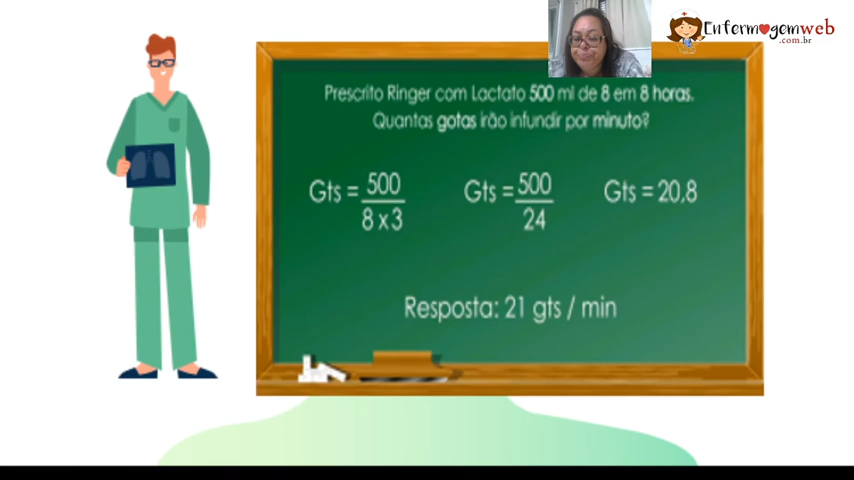 Enfermagemweb
.com.br
Prescrito Ringer com Lactato 500 ml de 8 em 8 horas.
Quantas gotas irão infundir por minuto?
Gts = 500 / 8 x 3
Gts = 500 / 24
Gts = 20,8
Resposta: 21 gts / min